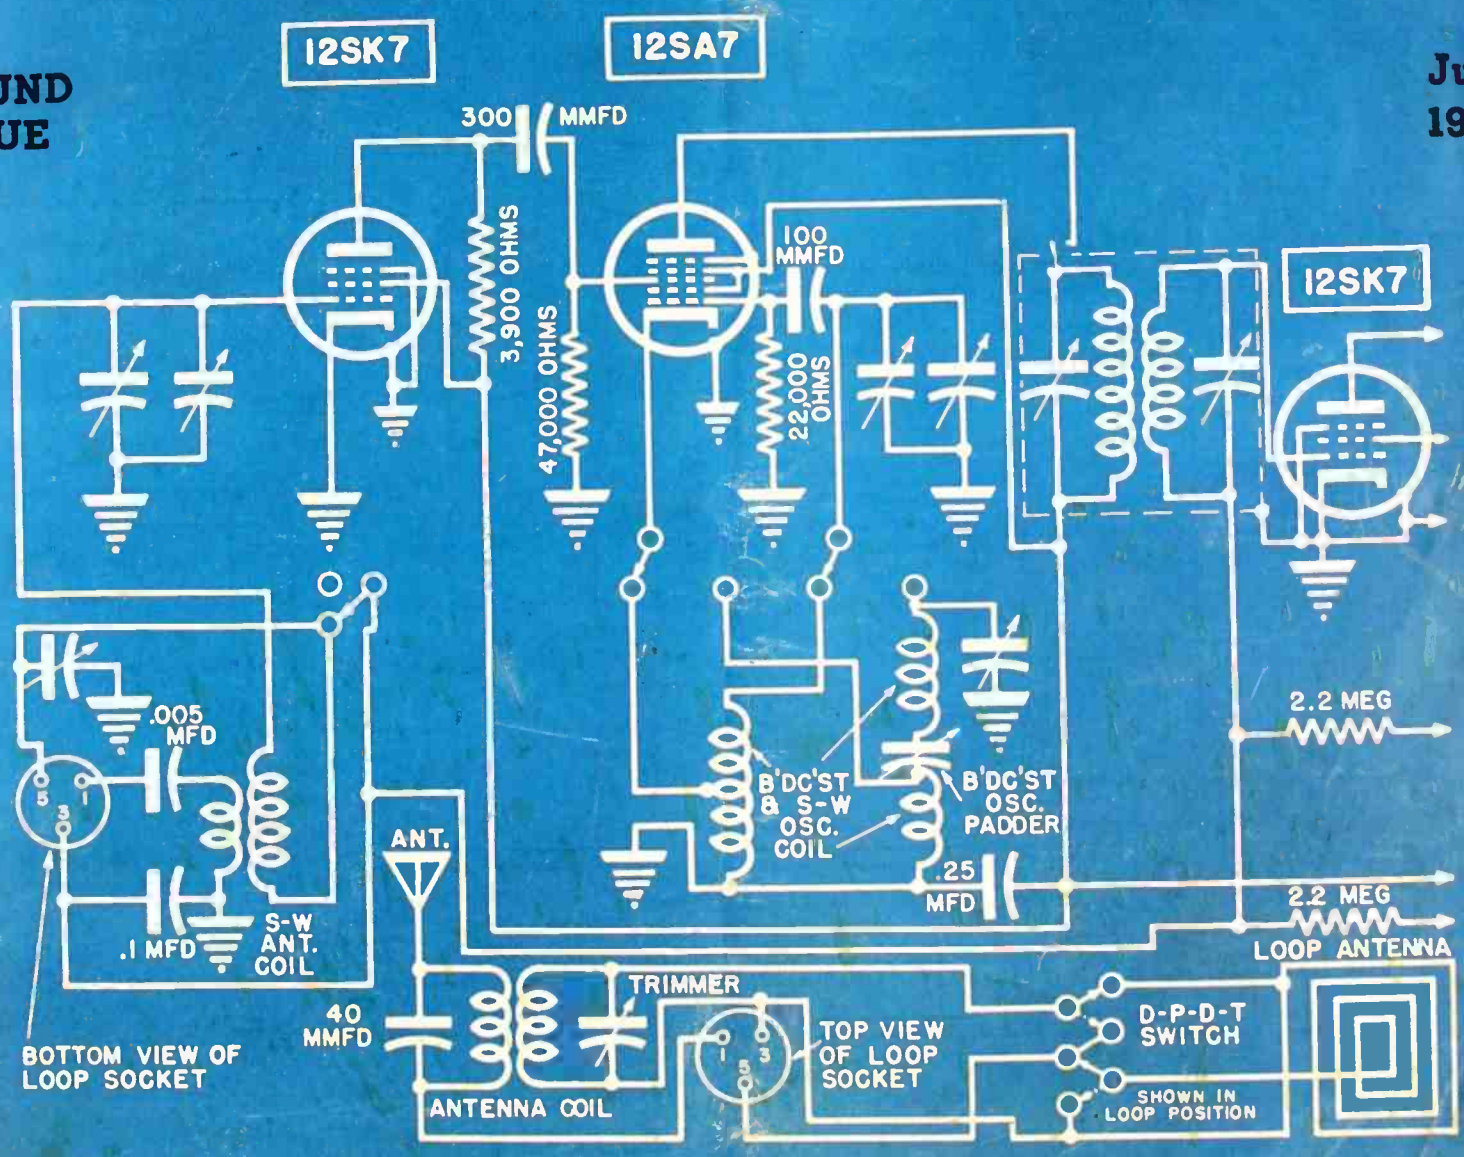 UND
UE
12SK7
12SA7
Ju
19
300 MMFD
3,900 OHMS
47,000 OHMS
100
MMFD
22,000
OHMS
12SK7
.005
MFD
5
1
3
.1 MFD
S-W
ANT.
COIL
BOTTOM VIEW OF
LOOP SOCKET
ANT.
40
MMFD
ANTENNA COIL
TRIMMER
B'DC'ST
& S-W
OSC.
COIL
B'DC'ST
OSC.
PADDER
.25
MFD
2.2 MEG
2.2 MEG
LOOP ANTENNA
1
3
5
TOP VIEW
OF LOOP
SOCKET
D-P-D-T
SWITCH
SHOWN IN
LOOP POSITION